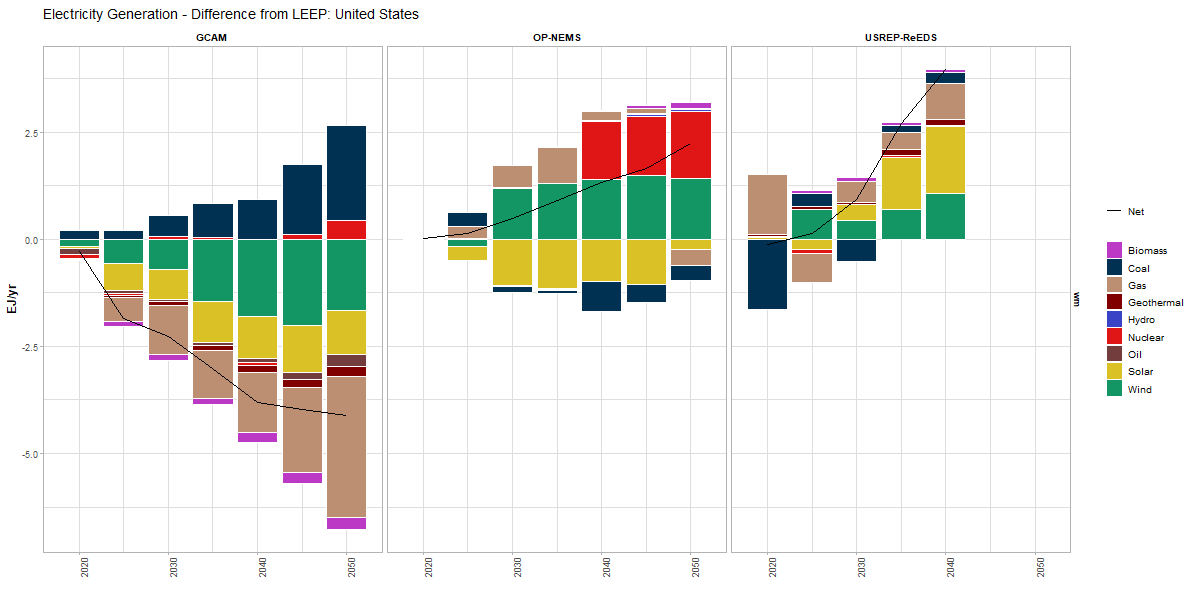 Electricity Generation - Difference from LEEP: United States
GCAM
OP-NEMS
USREP-ReEDS
EJ/yr
2.5
0.0
-2.5
-5.0
2020
2030
2040
2050
2020
2030
2040
2050
2020
2030
2040
2050
wm
Net
Biomass
Coal
Gas
Geothermal
Hydro
Nuclear
Oil
Solar
Wind